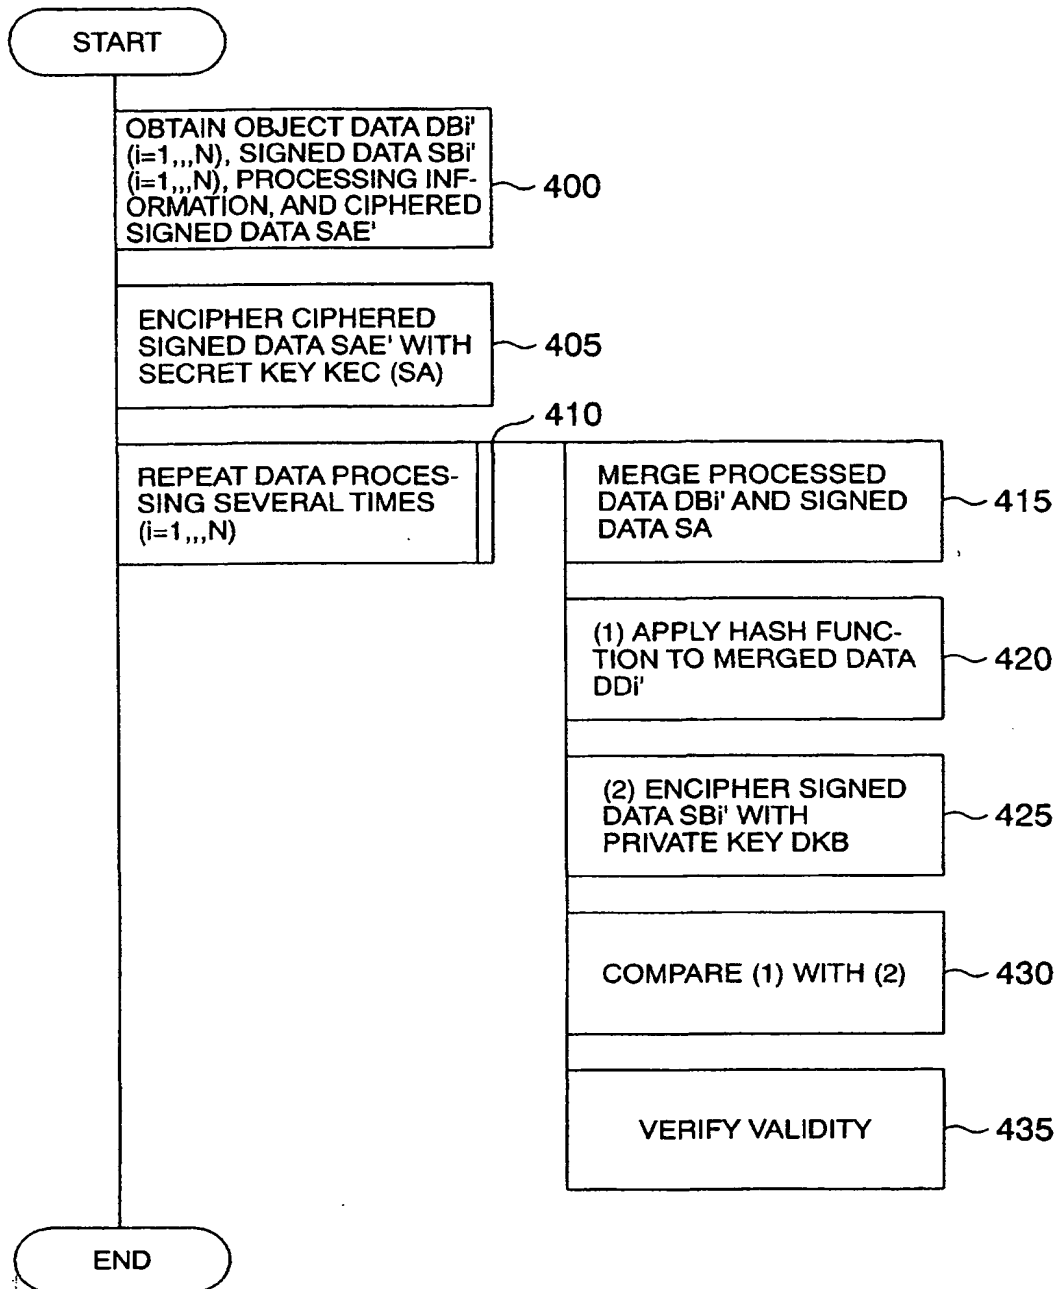 START
OBTAIN OBJECT DATA DBi'
(i=1,,,N), SIGNED DATA SBi'
(i=1,,,N), PROCESSING INF-
ORMATION, AND CIPHERED
SIGNED DATA SAE'
400
ENCIPHER CIPHERED
SIGNED DATA SAE' WITH
SECRET KEY KEC (SA)
405
410
REPEAT DATA PROCES-
SING SEVERAL TIMES
(i=1,,,N)
MERGE PROCESSED
DATA DBi' AND SIGNED
DATA SA
415
(1) APPLY HASH FUNC-
TION TO MERGED DATA
DDi'
420
(2) ENCIPHER SIGNED
DATA SBi' WITH
PRIVATE KEY DKB
425
COMPARE (1) WITH (2)
430
VERIFY VALIDITY
435
END